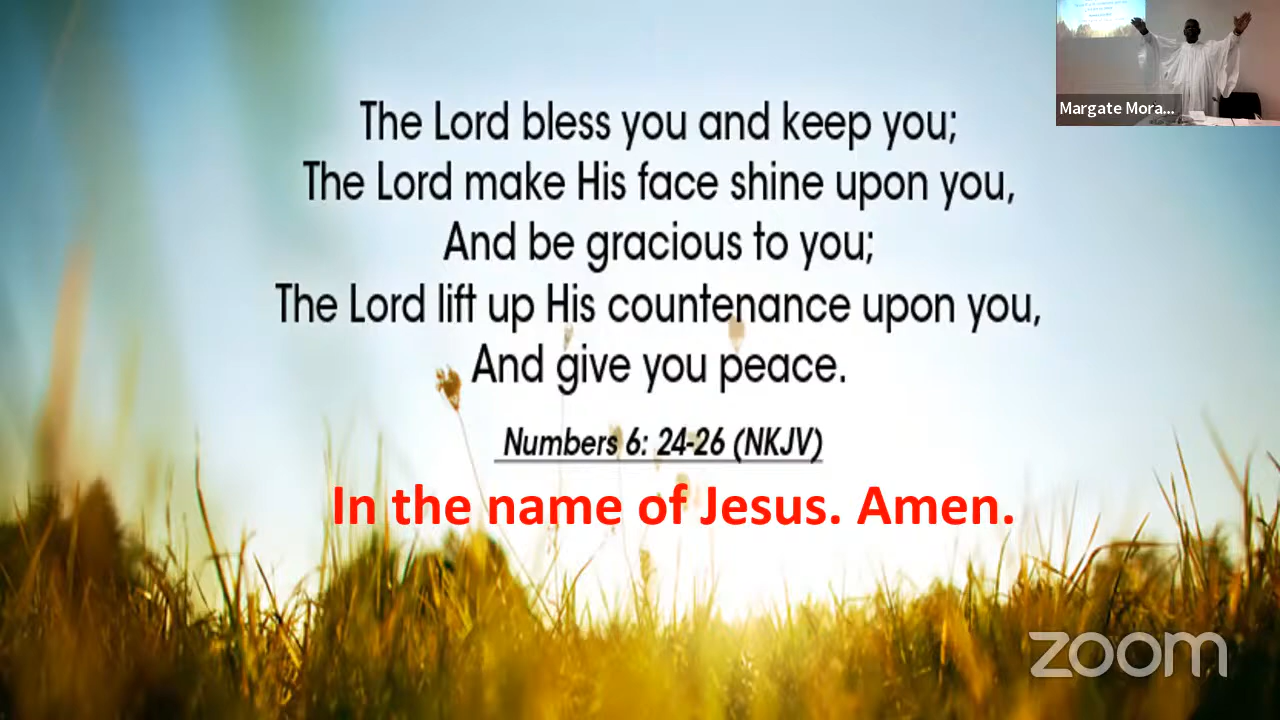 The Lord bless you and keep you;
The Lord make His face shine upon you,
And be gracious to you;
The Lord lift up His countenance upon you,
And give you peace.
Numbers 6: 24-26 (NKJV)
In the name of Jesus. Amen.
Margate Mora...
zoom